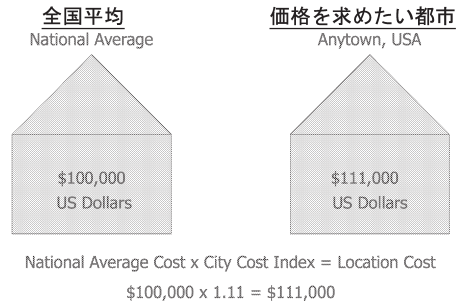 全国平均
National Average
価格を求めたい都市
Anytown, USA
$100,000
US Dollars
$111,000
US Dollars
National Average Cost x City Cost Index = Location Cost
$100,000 x 1.11 = $111,000